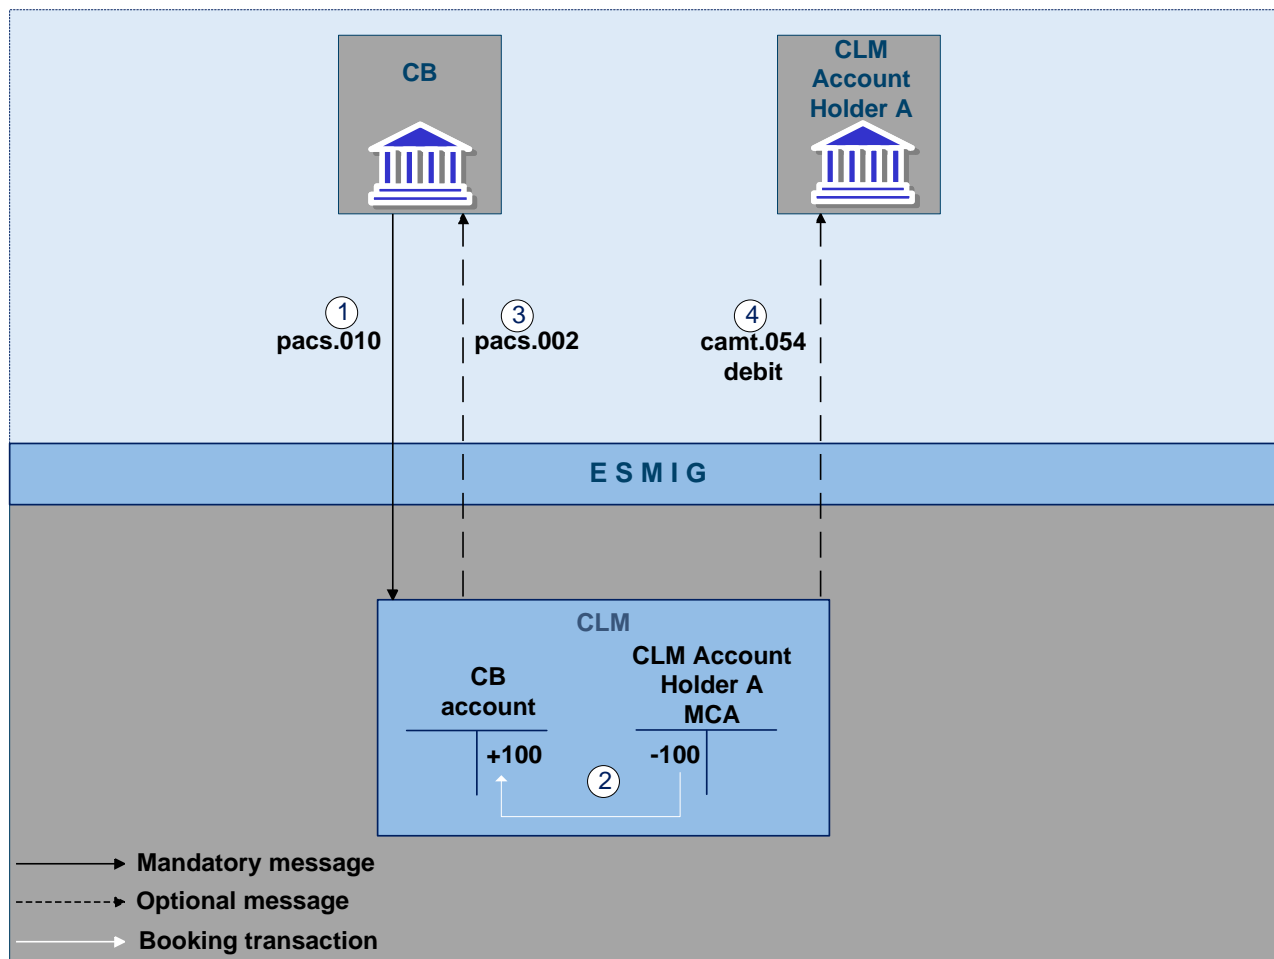 CB
CLM
Account
Holder A
1
pacs.010
3
pacs.002
4
camt.054
debit
E S M I G
CLM
CB
account
CLM Account
Holder A
MCA
+100
-100
2
Mandatory message
Optional message
Booking transaction